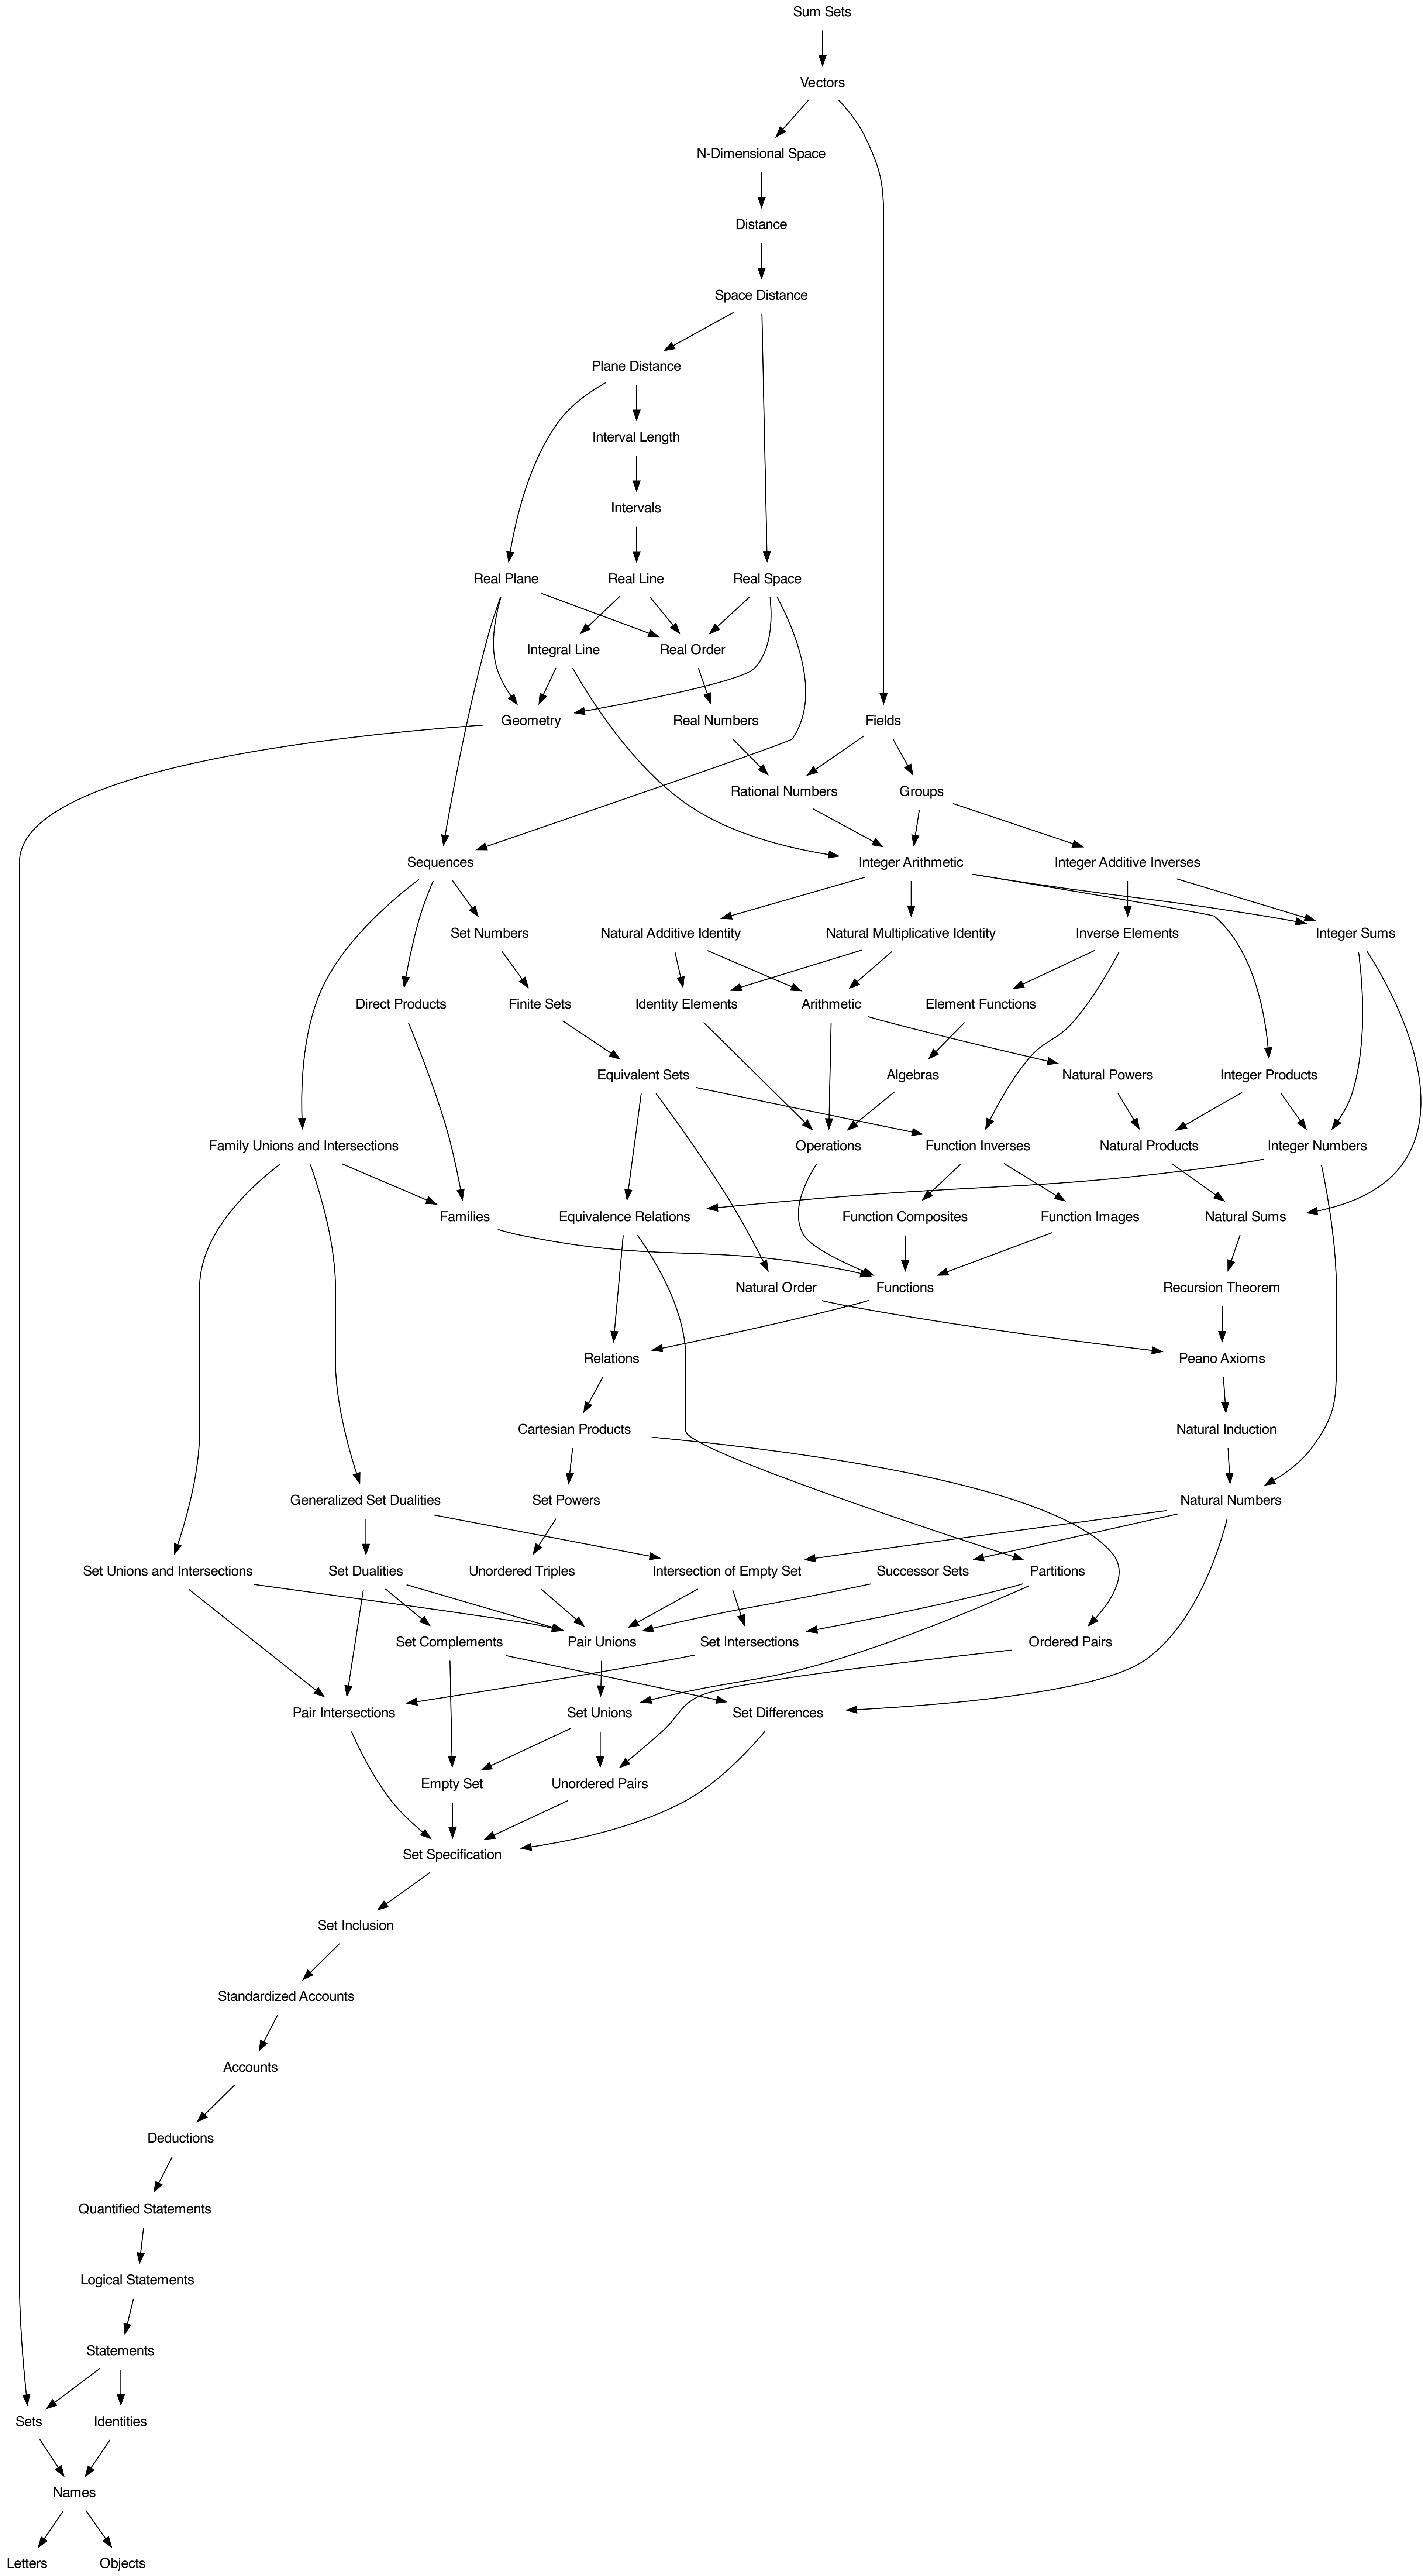 Sum Sets
Vectors
N-Dimensional Space
Distance
Space Distance
Plane Distance
Interval Length
Intervals
Real Plane
Real Line
Real Space
Integral Line
Real Order
Geometry
Real Numbers
Fields
Rational Numbers
Groups
Sequences
Integer Arithmetic
Integer Additive Inverses
Set Numbers
Natural Additive Identity
Natural Multiplicative Identity
Inverse Elements
Integer Sums
Direct Products
Finite Sets
Identity Elements
Arithmetic
Element Functions
Equivalent Sets
Algebras
Natural Powers
Integer Products
Family Unions and Intersections
Operations
Function Inverses
Natural Products
Integer Numbers
Families
Equivalence Relations
Function Composites
Function Images
Natural Sums
Natural Order
Functions
Recursion Theorem
Relations
Peano Axioms
Cartesian Products
Natural Induction
Generalized Set Dualities
Set Powers
Natural Numbers
Set Unions and Intersections
Set Dualities
Unordered Triples
Intersection of Empty Set
Successor Sets
Partitions
Set Complements
Pair Unions
Set Intersections
Ordered Pairs
Pair Intersections
Set Unions
Set Differences
Empty Set
Unordered Pairs
Set Specification
Set Inclusion
Standardized Accounts
Accounts
Deductions
Quantified Statements
Logical Statements
Statements
Sets
Identities
Names
Letters
Objects